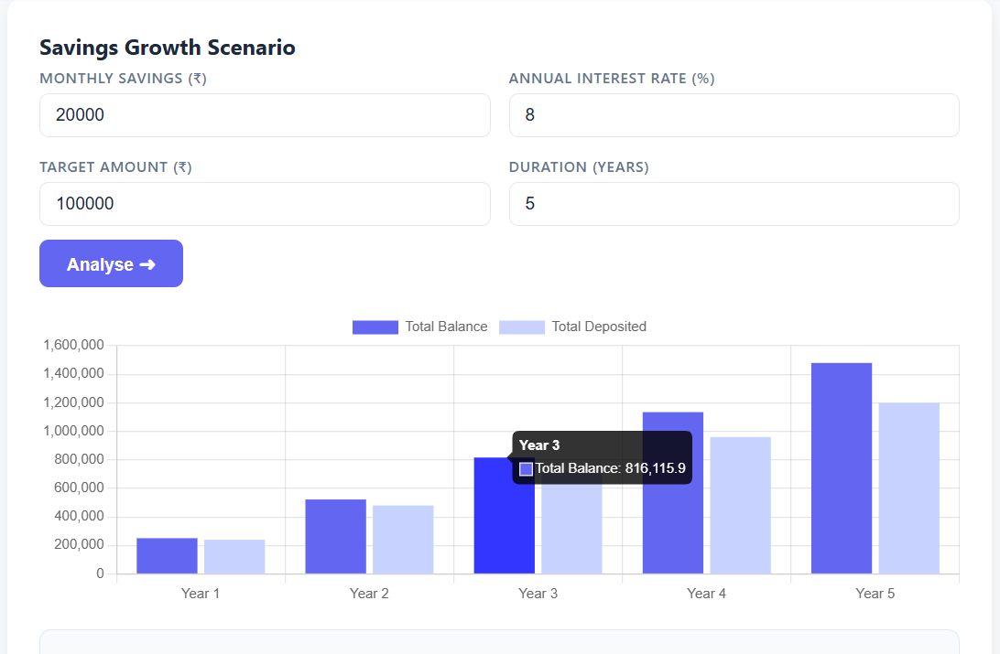 Savings Growth Scenario
MONTHLY SAVINGS (₹) ANNUAL INTEREST RATE (%)
20000 8
TARGET AMOUNT (₹) DURATION (YEARS)
100000 5
Analyse ➜
Total Balance Total Deposited
1,600,000
1,400,000
1,200,000
1,000,000
800,000
600,000
400,000
200,000
0
Year 3
Total Balance: 816,115.9
Year 1 Year 2 Year 3 Year 4 Year 5